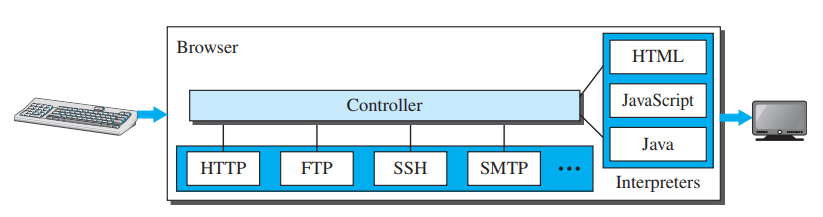 Browser
Controller
HTTP
FTP
SSH
SMTP
...
HTML
JavaScript
Java
Interpreters